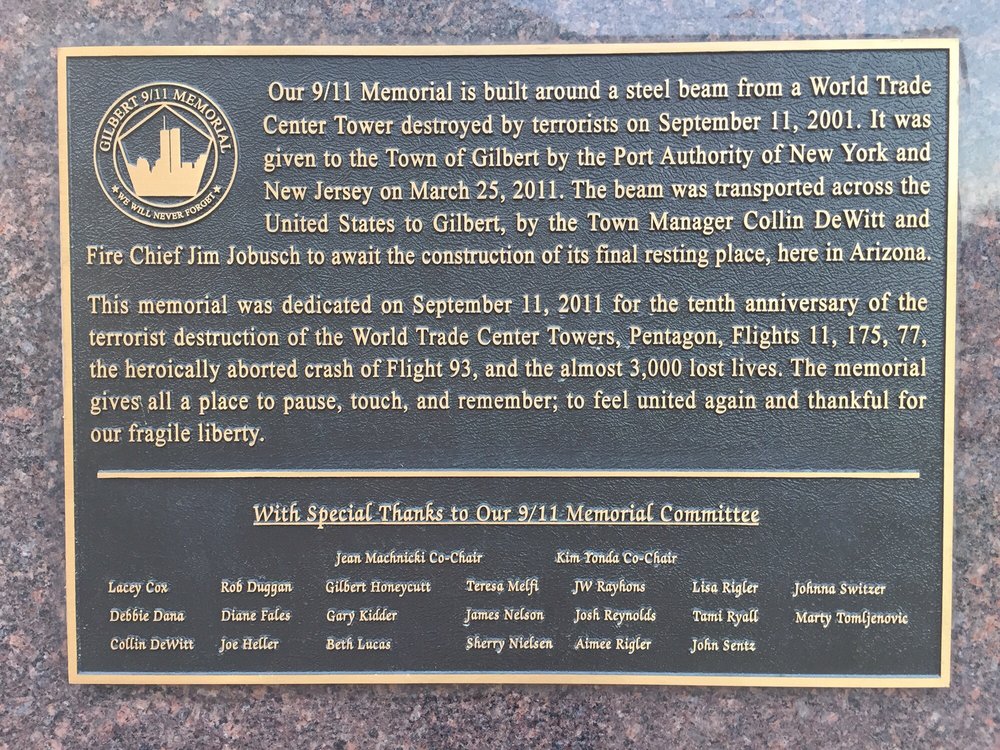 GILBERT 9/11 MEMORIAL
★ WE WILL NEVER FORGET ★
Our 9/11 Memorial is built around a steel beam from a World Trade
Center Tower destroyed by terrorists on September 11, 2001. It was
given to the Town of Gilbert by the Port Authority of New York and
New Jersey on March 25, 2011. The beam was transported across the
United States to Gilbert, by the Town Manager Collin DeWitt and
Fire Chief Jim Jobusch to await the construction of its final resting place, here in Arizona.
This memorial was dedicated on September 11, 2011 for the tenth anniversary of the
terrorist destruction of the World Trade Center Towers, Pentagon, Flights 11, 175, 77,
the heroically aborted crash of Flight 93, and the almost 3,000 lost lives. The memorial
gives all a place to pause, touch, and remember; to feel united again and thankful for
our fragile liberty.
With Special Thanks to Our 9/11 Memorial Committee
Jean Machnicki Co-Chair Kim Yonda Co-Chair
Lacey Cox Rob Duggan Gilbert Honeycutt Teresa Melfi JW Rayhons Lisa Rigler Johnna Switzer
Debbie Dana Diane Fales Gary Kidder James Nelson Josh Reynolds Tami Ryall Marty Tomljenovic
Collin DeWitt Joe Heller Beth Lucas Sherry Nielsen Aimee Rigler John Sentz